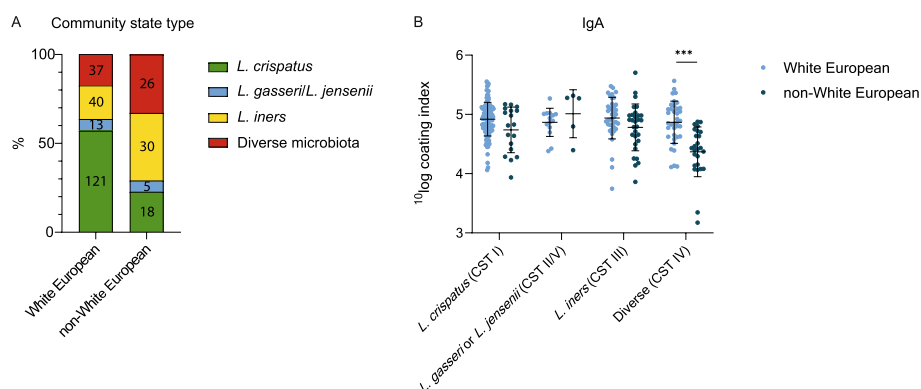 A
Community state type
100
50
0
%
37
40
13
121
26
30
5
18
White European
non-White European
L. crispatus
L. gasseri/L. jensenii
L. iners
Diverse microbiota
B
IgA
6
5
4
3
10log coating index
***
L. crispatus (CST I)
L. gasseri or L. jensenii (CST II/V)
L. iners (CST III)
Diverse (CST IV)
White European
non-White European